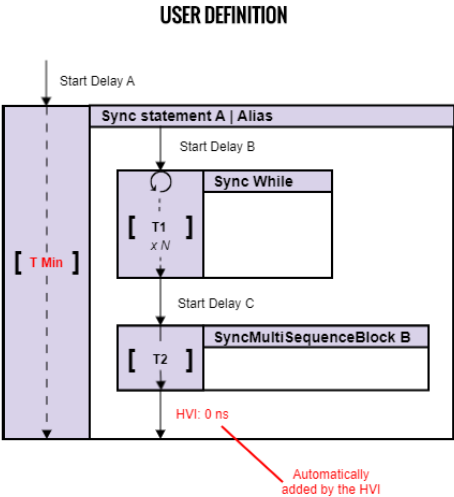 USER DEFINITION
Start Delay A
Sync statement A | Alias
Start Delay B
Sync While
[ T1 ]
x N
[ T Min ]
Start Delay C
SyncMultiSequenceBlock B
[ T2 ]
HVI: 0 ns
Automatically
added by the HVI